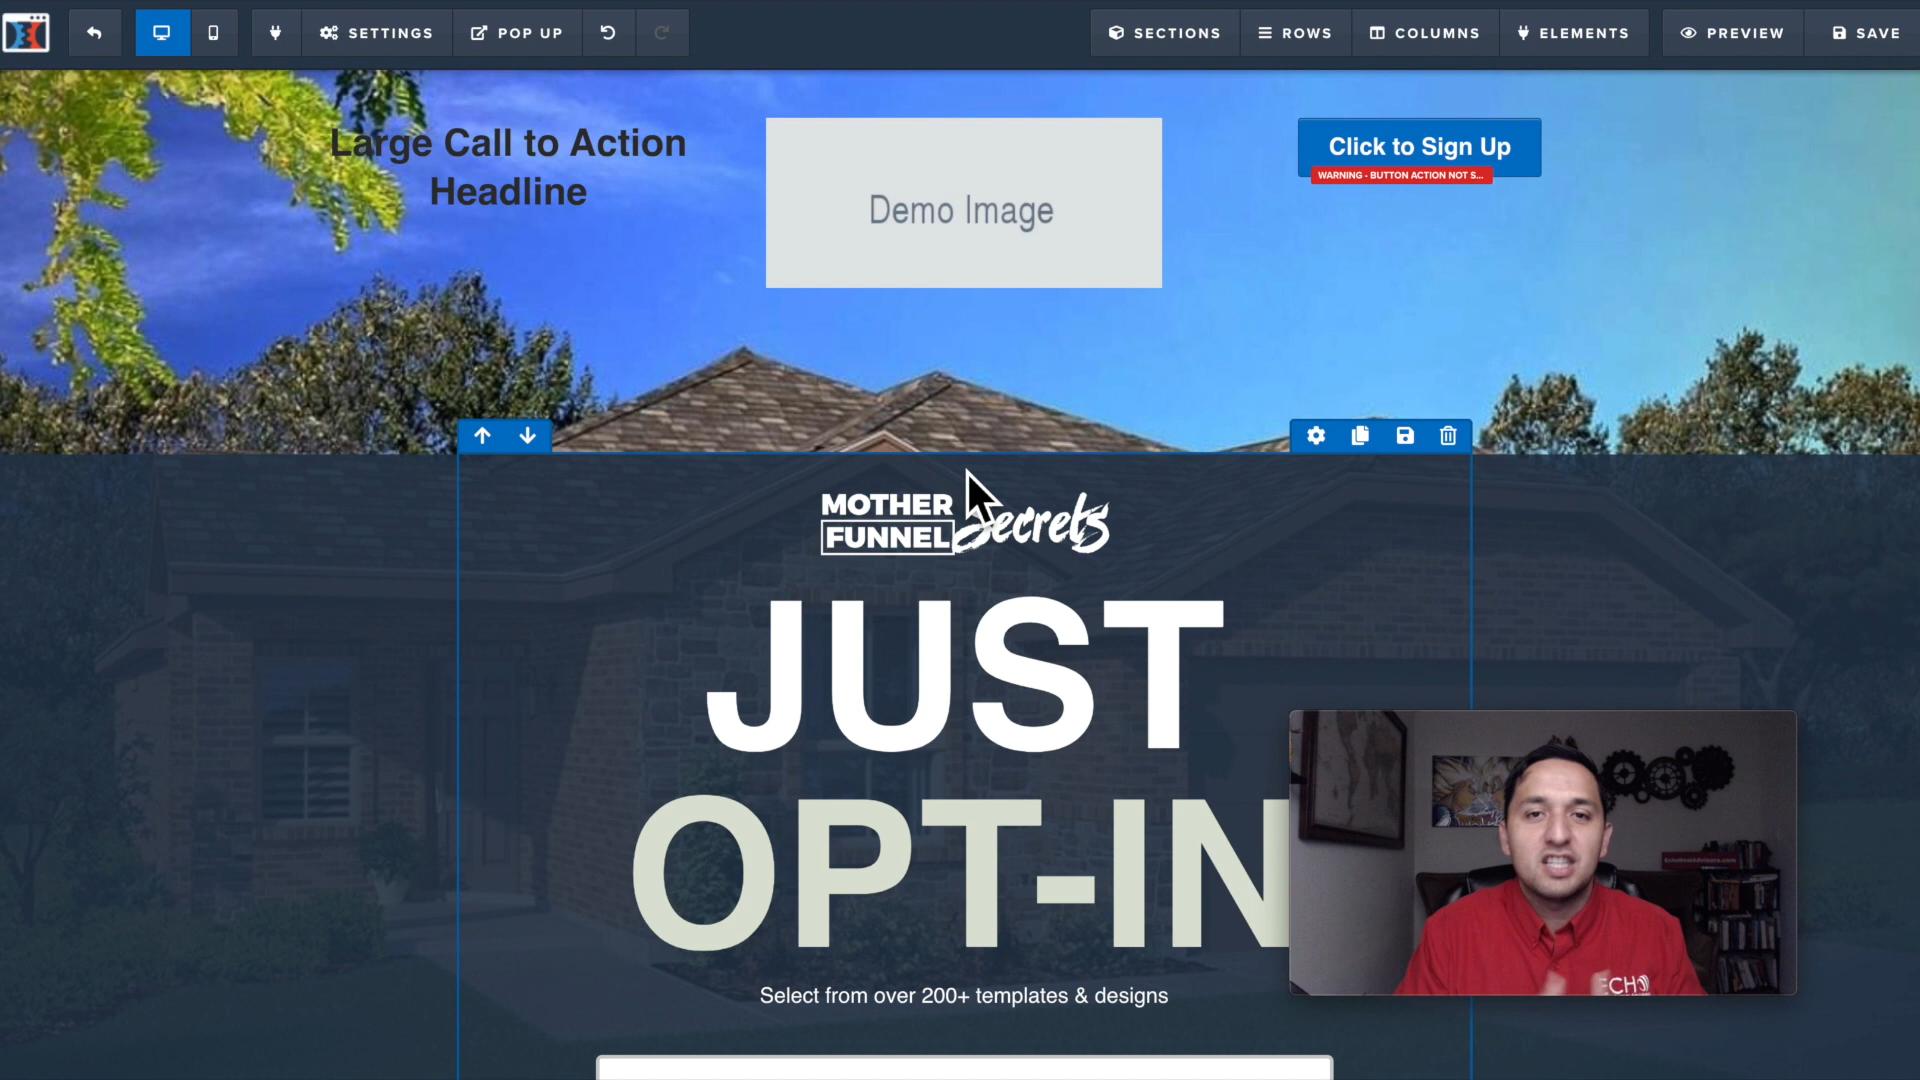 SETTINGS
POP UP
SECTIONS
ROWS
COLUMNS
ELEMENTS
PREVIEW
SAVE
Large Call to Action
Headline
Demo Image
Click to Sign Up
WARNING - BUTTON ACTION NOT S...
MOTHER
FUNNEL Secrets
JUST
OPT-IN
Select from over 200+ templates & designs
ECHO